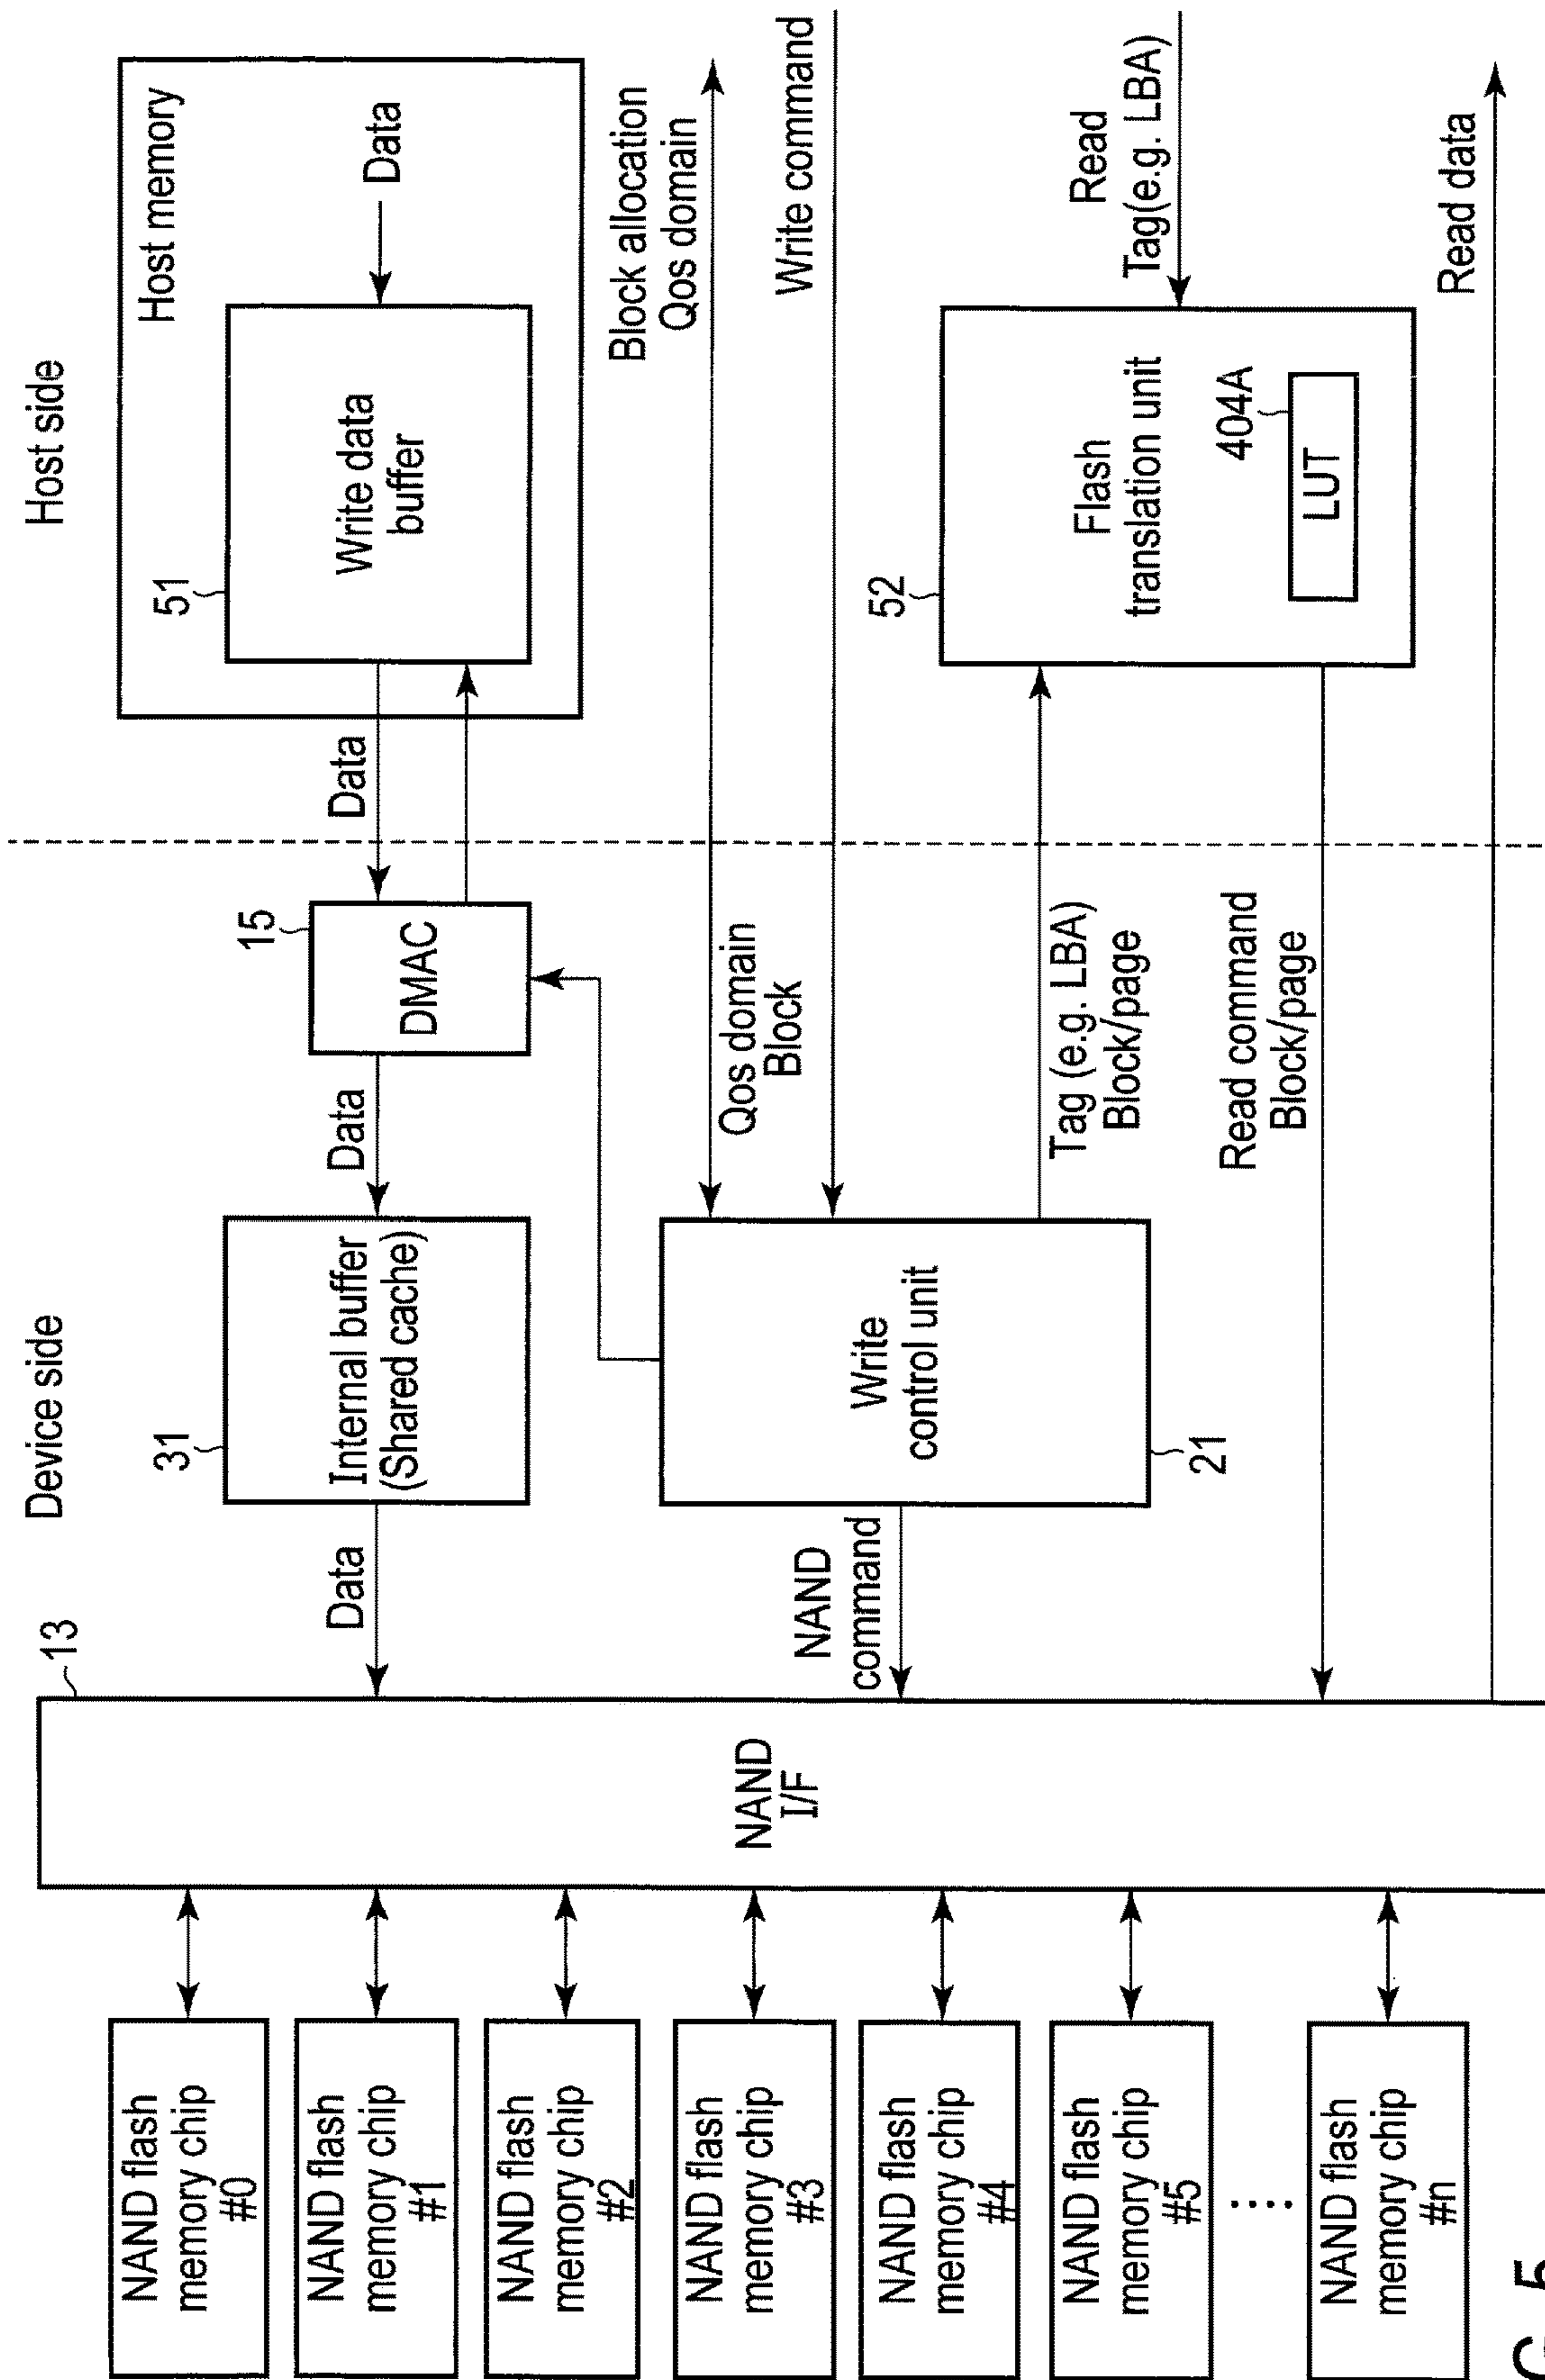 Device side
Host side
13
NAND flash
memory chip
#0
NAND flash
memory chip
#1
NAND flash
memory chip
#2
NAND flash
memory chip
#3
NAND flash
memory chip
#4
NAND flash
memory chip
#5
NAND flash
memory chip
#n
NAND
I/F
Data
31
Internal buffer
(Shared cache)
Data
15
DMAC
Data
Host memory
51
Write data
buffer
Data
NAND
command
Write
control unit
21
Qos domain
Block
Block allocation
Qos domain
Write command
Tag (e.g. LBA)
Block/page
Read command
Block/page
52
Flash
translation unit
404A
LUT
Read
Tag(e.g. LBA)
Read data
G. 5